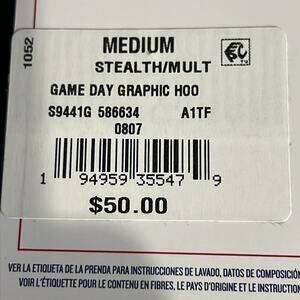 1052
MEDIUM
STEALTH/MULT
GAME DAY GRAPHIC HOO
S9441G 586634 A1TF
0807
1 94959 35547 9
$50.00
VER LA ETIQUETA DE LA PRENDA PARA INSTRUCCIONES DE LAVADO, DATOS DE COMPOSICIÓN
VOIR L'ÉTIQUETTE POUR LE CONTENU EN FIBRES, LE PAYS D'ORIGINE ET LE INSTRUCTION